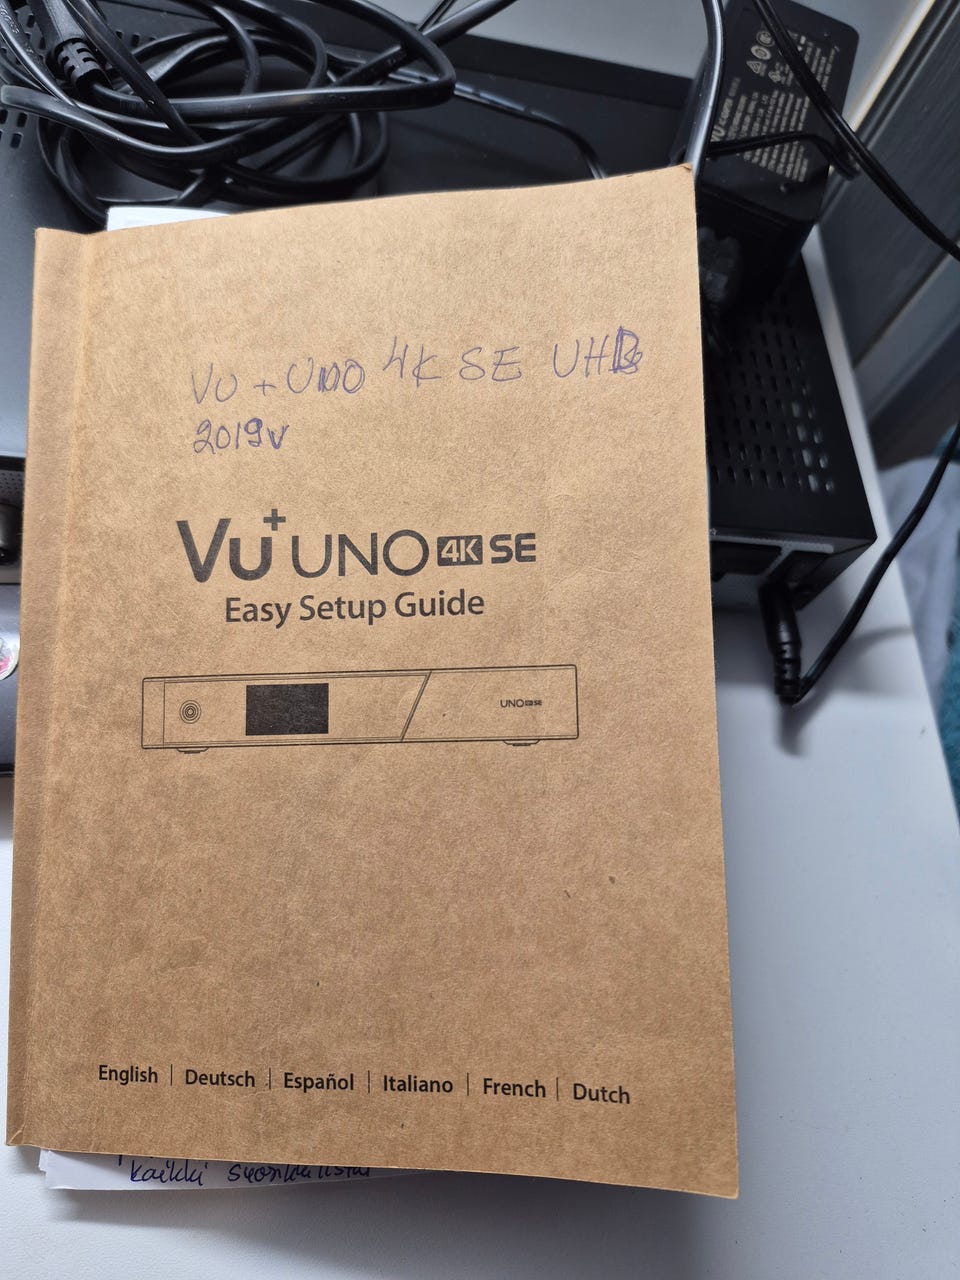 VU + UNO 4K SE UHD
2019v
Vu+ UNO 4K SE
Easy Setup Guide
UNO 4K SE
English | Deutsch | Español | Italiano | French | Dutch
kaikki